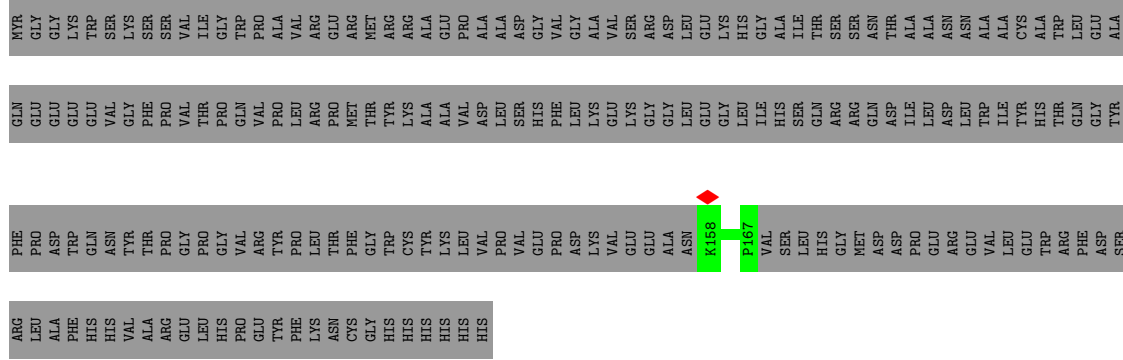 MYR GLY GLY LYS TRP SER LYS SER SER VAL ILE GLY TRP PRO ALA VAL ARG GLU ARG MET ARG ARG ALA GLU PRO ALA ALA ASP GLY VAL GLY ALA VAL SER ARG ASP LEU GLU LYS HIS GLY ALA ILE THR SER SER ASN THR ALA ALA ASN ASN ALA ALA CYS ALA TRP LEU GLU ALA
GLN GLU GLU GLU GLU VAL GLY PHE PRO VAL THR PRO GLN VAL PRO LEU ARG PRO MET THR TYR LYS ALA ALA VAL ASP LEU SER HIS PHE LEU LYS GLU LYS GLY GLY LEU GLU GLY LEU ILE HIS SER GLN ARG ARG GLN ASP ILE LEU ASP LEU TRP ILE TYR HIS THR GLN GLY TYR
PHE PRO ASP TRP GLN ASN TYR THR PRO GLY PRO GLY VAL ARG TYR PRO LEU THR PHE GLY TRP CYS TYR LYS LEU VAL PRO VAL GLU PRO ASP LYS VAL GLU GLU ALA ASN K158 P167 VAL SER LEU HIS GLY MET ASP ASP PRO GLU ARG GLU VAL LEU GLU TRP ARG PHE ASP SER
ARG LEU ALA PHE HIS HIS VAL ALA ARG GLU LEU HIS PRO GLU TYR PHE LYS ASN CYS GLY HIS HIS HIS HIS HIS HIS